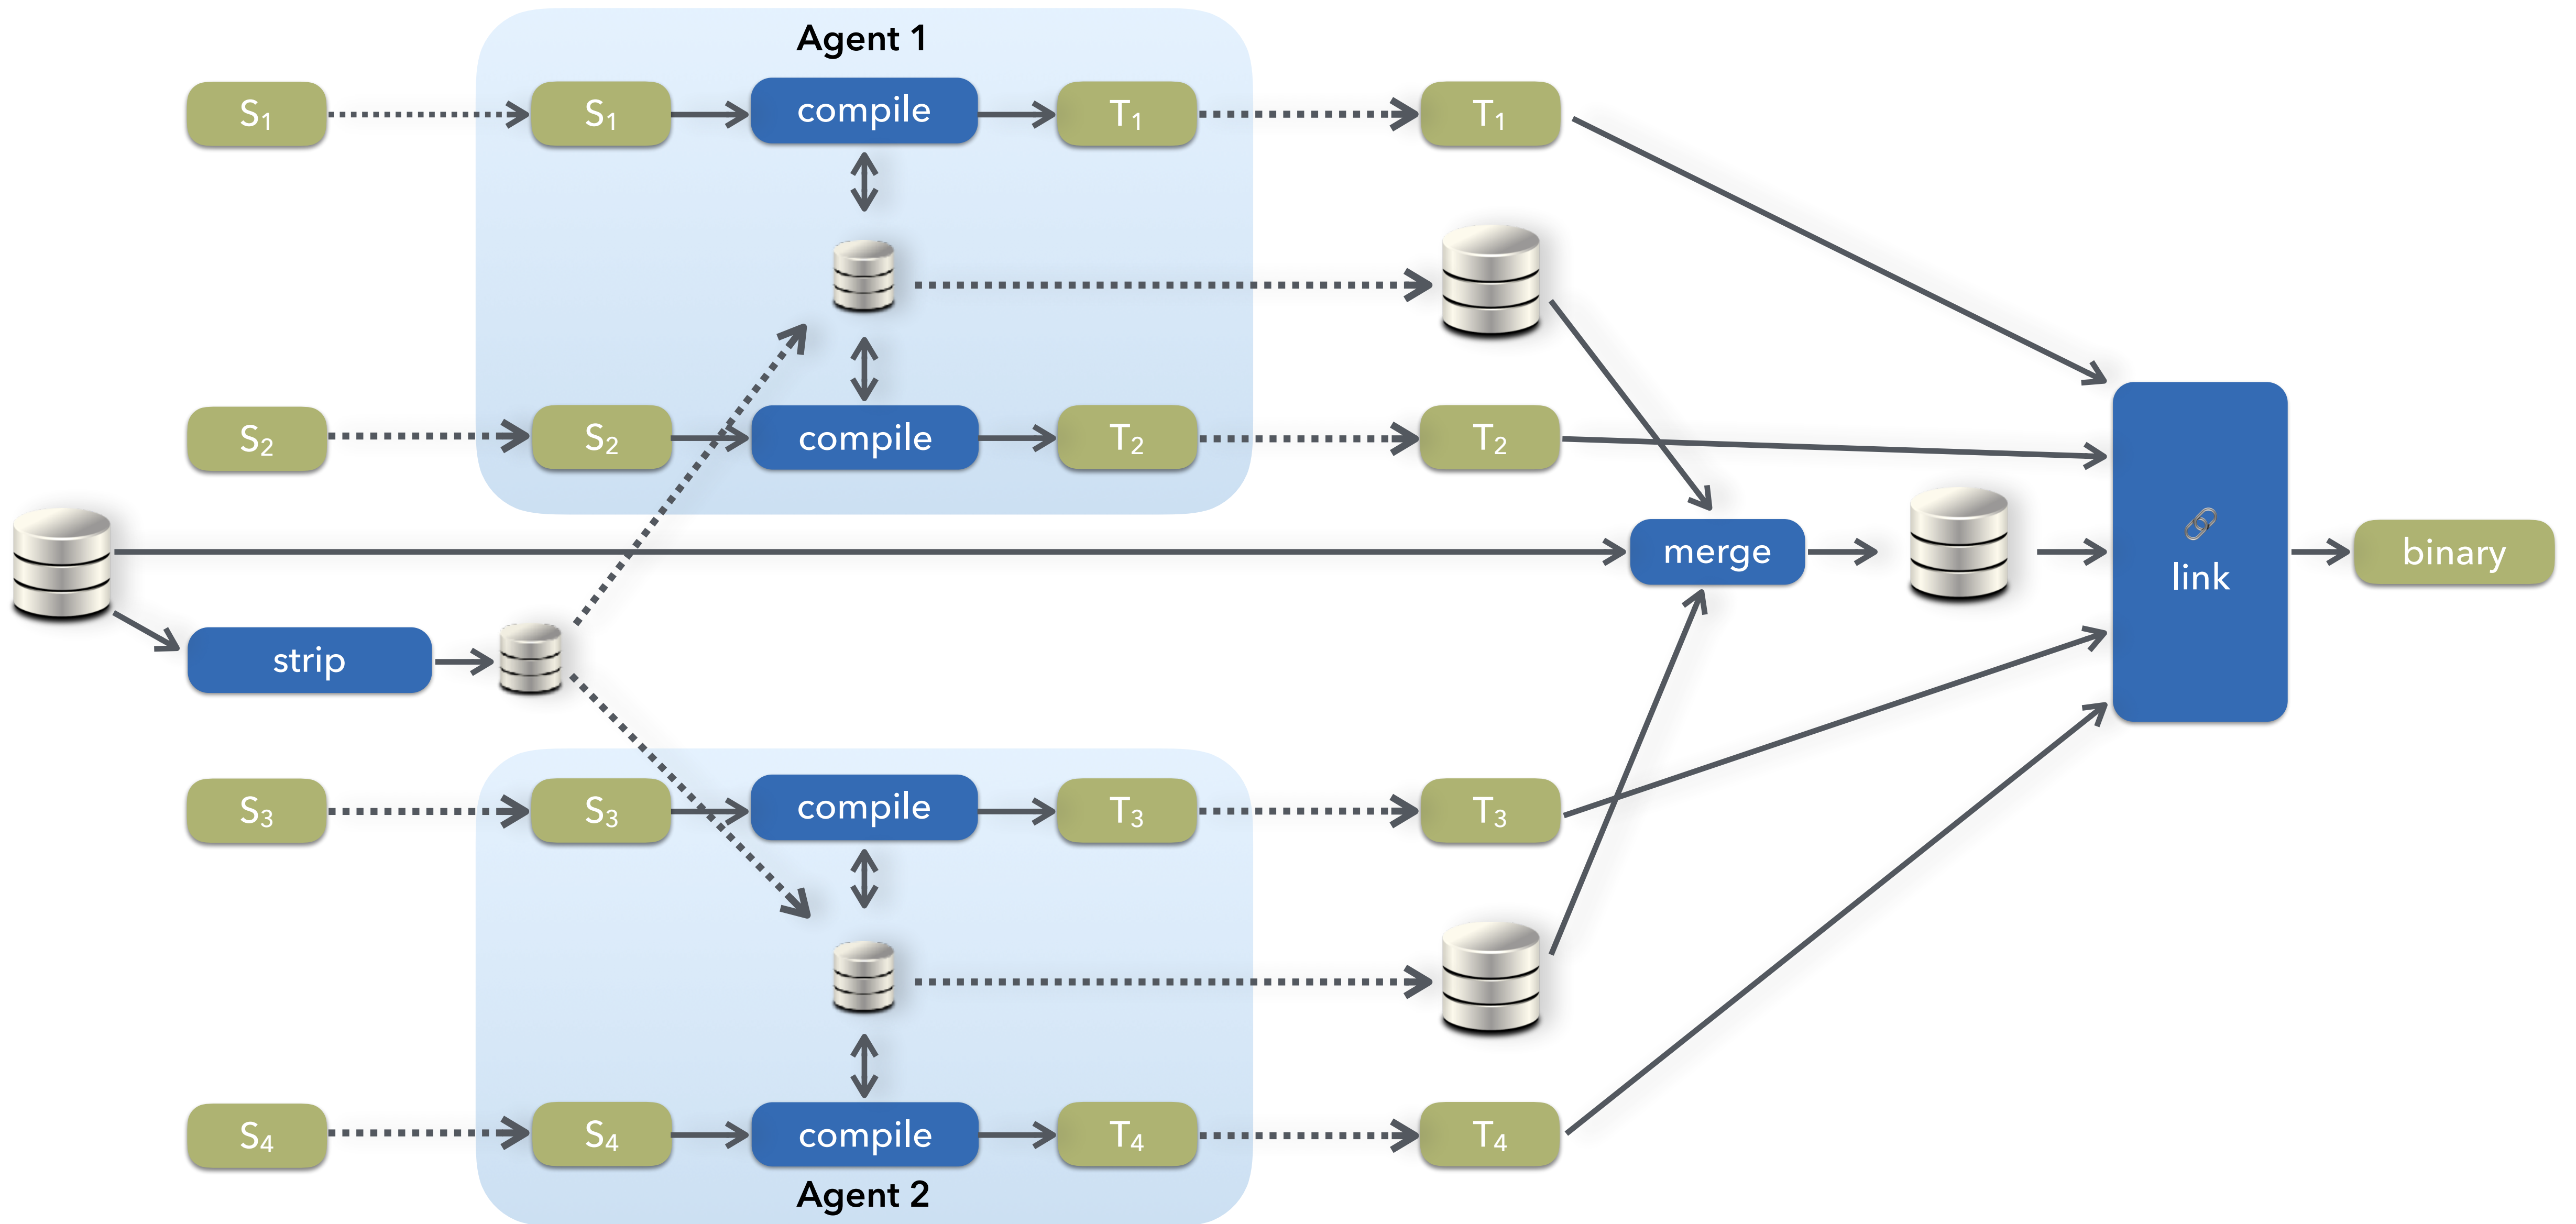 Agent 1
S₁
S₁
compile
T₁
T₁
S₂
S₂
compile
T₂
T₂
merge
link
binary
strip
S₃
S₃
compile
T₃
T₃
S₄
S₄
compile
T₄
T₄
Agent 2